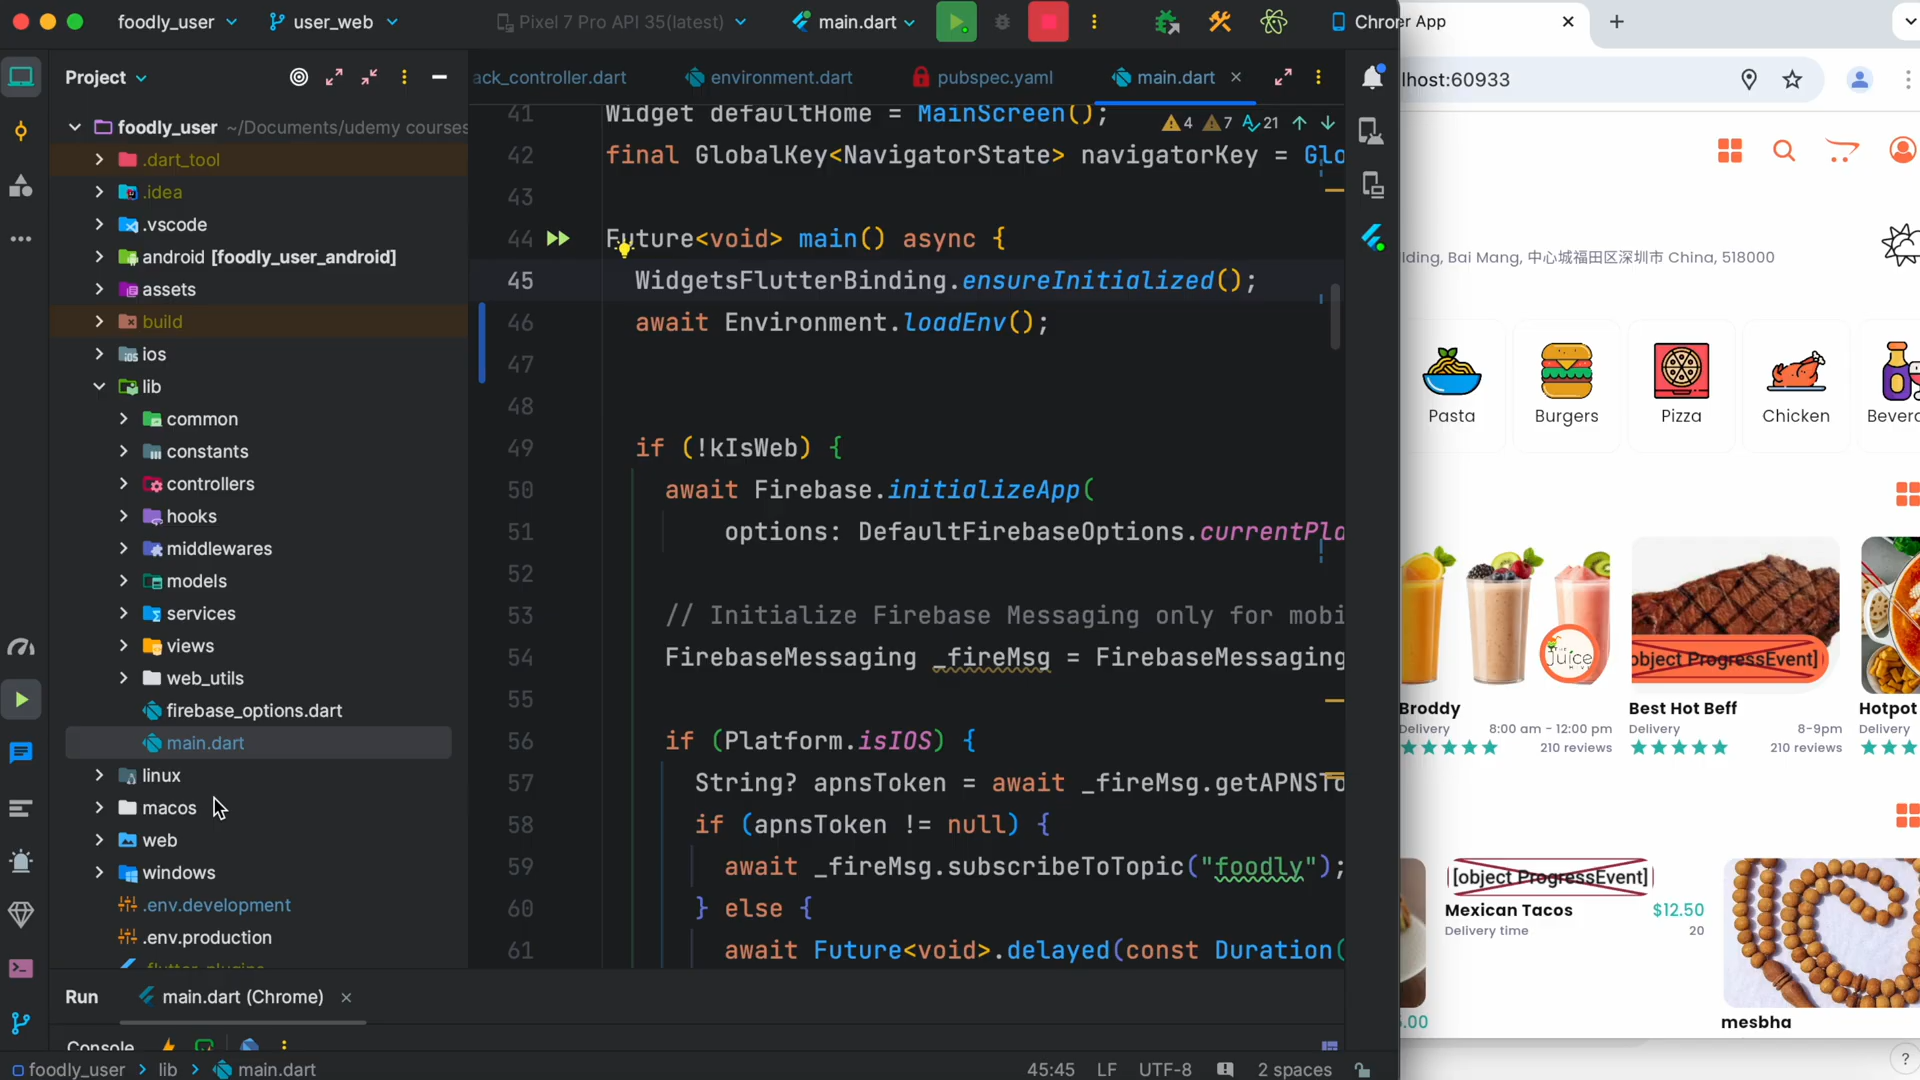 foodly_user
user_web
Pixel 7 Pro API 35(latest)
main.dart
Chrom
er App
lhost:60933
Project
ack_controller.dart
environment.dart
pubspec.yaml
main.dart
foodly_user ~/Documents/udemy courses
.dart_tool
.idea
.vscode
android [foodly_user_android]
assets
build
ios
lib
common
constants
controllers
hooks
middlewares
models
services
views
web_utils
firebase_options.dart
main.dart
linux
macos
web
windows
.env.development
.env.production
.flutter_plugins
4 7 21
41 Widget defaultHome = MainScreen();
42 final GlobalKey<NavigatorState> navigatorKey = Glo
43
44 Future<void> main() async {
45 WidgetsFlutterBinding.ensureInitialized();
46 await Environment.loadEnv();
47
48
49 if (!kIsWeb) {
50 await Firebase.initializeApp(
51 options: DefaultFirebaseOptions.currentPla
52
53 // Initialize Firebase Messaging only for mobi
54 FirebaseMessaging _fireMsg = FirebaseMessaging
55
56 if (Platform.isIOS) {
57 String? apnsToken = await _fireMsg.getAPNSTo
58 if (apnsToken != null) {
59 await _fireMsg.subscribeToTopic("foodly");
60 } else {
61 await Future<void>.delayed(const Duration(
lding, Bai Mang, 中心城福田区深圳市 China, 518000
Pasta
Burgers
Pizza
Chicken
Bever
THE Juice
object ProgressEvent]
Broddy
Delivery 8:00 am - 12:00 pm
210 reviews
Best Hot Beff
Delivery 8-9pm
210 reviews
Hotpot
Delivery
[object ProgressEvent]
Mexican Tacos $12.50
Delivery time 20
5.00
mesbha
Run
main.dart (Chrome)
Console
foodly_user
lib
main.dart
45:45
LF
UTF-8
2 spaces
?